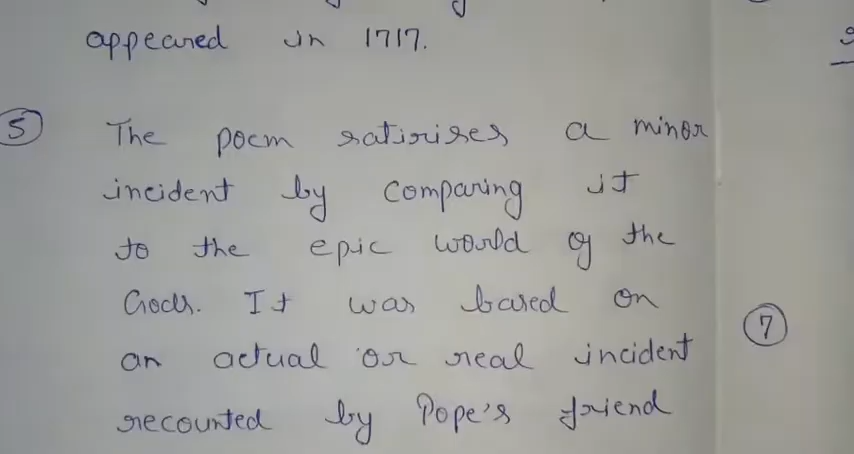 appeared in 1717.
5 The poem satirises a minor
incident by comparing it
to the epic world of the
Gods. It was based on
an actual or real incident
7
recounted by Pope's friend